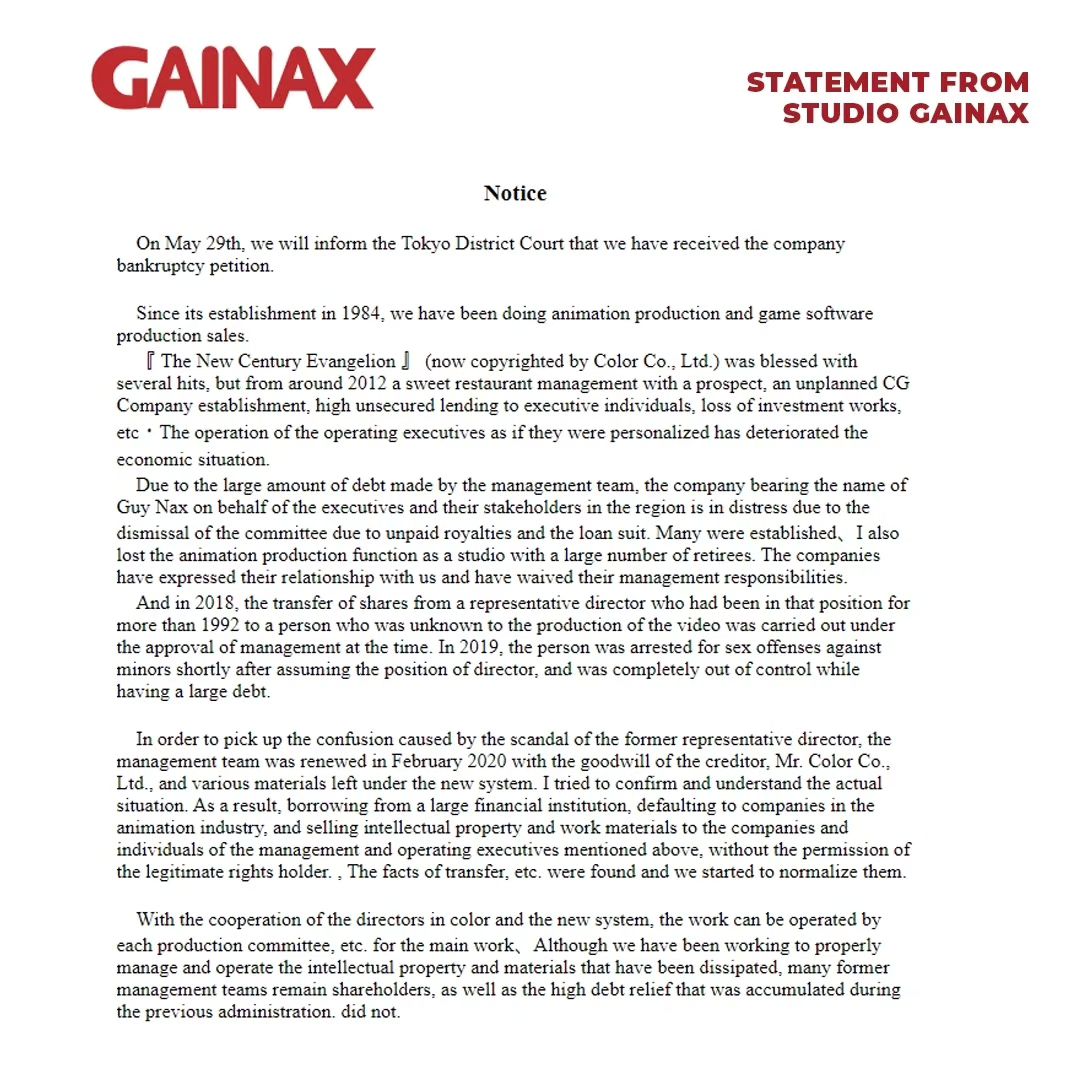 GAINAX
STATEMENT FROM
STUDIO GAINAX
Notice
On May 29th, we will inform the Tokyo District Court that we have received the company
bankruptcy petition.
Since its establishment in 1984, we have been doing animation production and game software
production sales.
『 The New Century Evangelion 』 (now copyrighted by Color Co., Ltd.) was blessed with
several hits, but from around 2012 a sweet restaurant management with a prospect, an unplanned CG
Company establishment, high unsecured lending to executive individuals, loss of investment works,
etc・The operation of the operating executives as if they were personalized has deteriorated the
economic situation.
Due to the large amount of debt made by the management team, the company bearing the name of
Guy Nax on behalf of the executives and their stakeholders in the region is in distress due to the
dismissal of the committee due to unpaid royalties and the loan suit. Many were established、I also
lost the animation production function as a studio with a large number of retirees. The companies
have expressed their relationship with us and have waived their management responsibilities.
And in 2018, the transfer of shares from a representative director who had been in that position for
more than 1992 to a person who was unknown to the production of the video was carried out under
the approval of management at the time. In 2019, the person was arrested for sex offenses against
minors shortly after assuming the position of director, and was completely out of control while
having a large debt.
In order to pick up the confusion caused by the scandal of the former representative director, the
management team was renewed in February 2020 with the goodwill of the creditor, Mr. Color Co.,
Ltd., and various materials left under the new system. I tried to confirm and understand the actual
situation. As a result, borrowing from a large financial institution, defaulting to companies in the
animation industry, and selling intellectual property and work materials to the companies and
individuals of the management and operating executives mentioned above, without the permission of
the legitimate rights holder. , The facts of transfer, etc. were found and we started to normalize them.
With the cooperation of the directors in color and the new system, the work can be operated by
each production committee, etc. for the main work、Although we have been working to properly
manage and operate the intellectual property and materials that have been dissipated, many former
management teams remain shareholders, as well as the high debt relief that was accumulated during
the previous administration. did not.